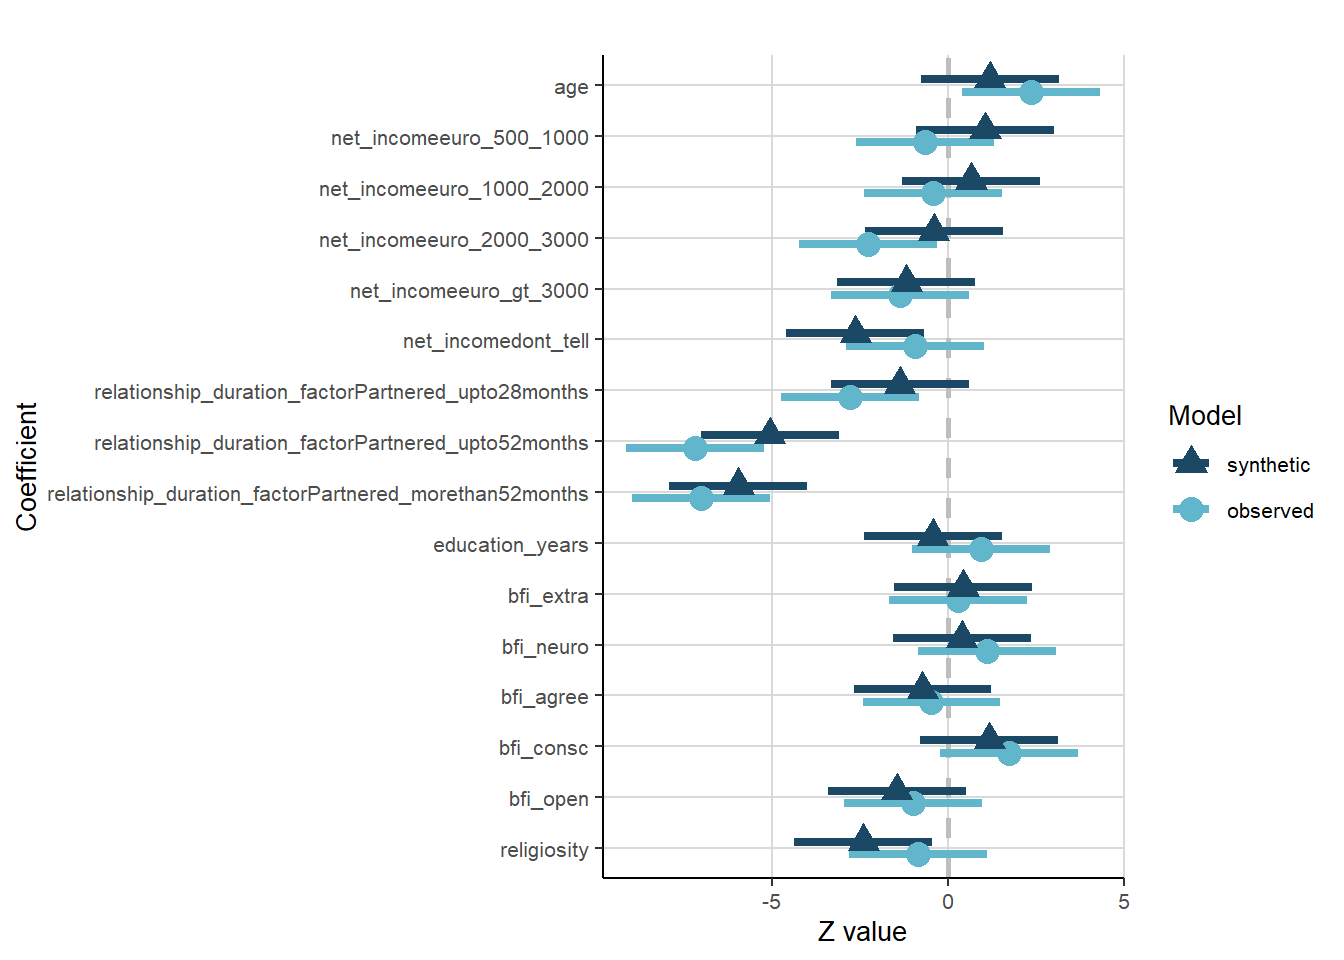 age
net_incomeeuro_500_1000
net_incomeeuro_1000_2000
net_incomeeuro_2000_3000
net_incomeeuro_gt_3000
net_incomedont_tell
relationship_duration_factorPartnered_upto28months
relationship_duration_factorPartnered_upto52months
relationship_duration_factorPartnered_morethan52months
education_years
bfi_extra
bfi_neuro
bfi_agree
bfi_consc
bfi_open
religiosity
Coefficient
-5 0 5
Z value
Model
synthetic
observed